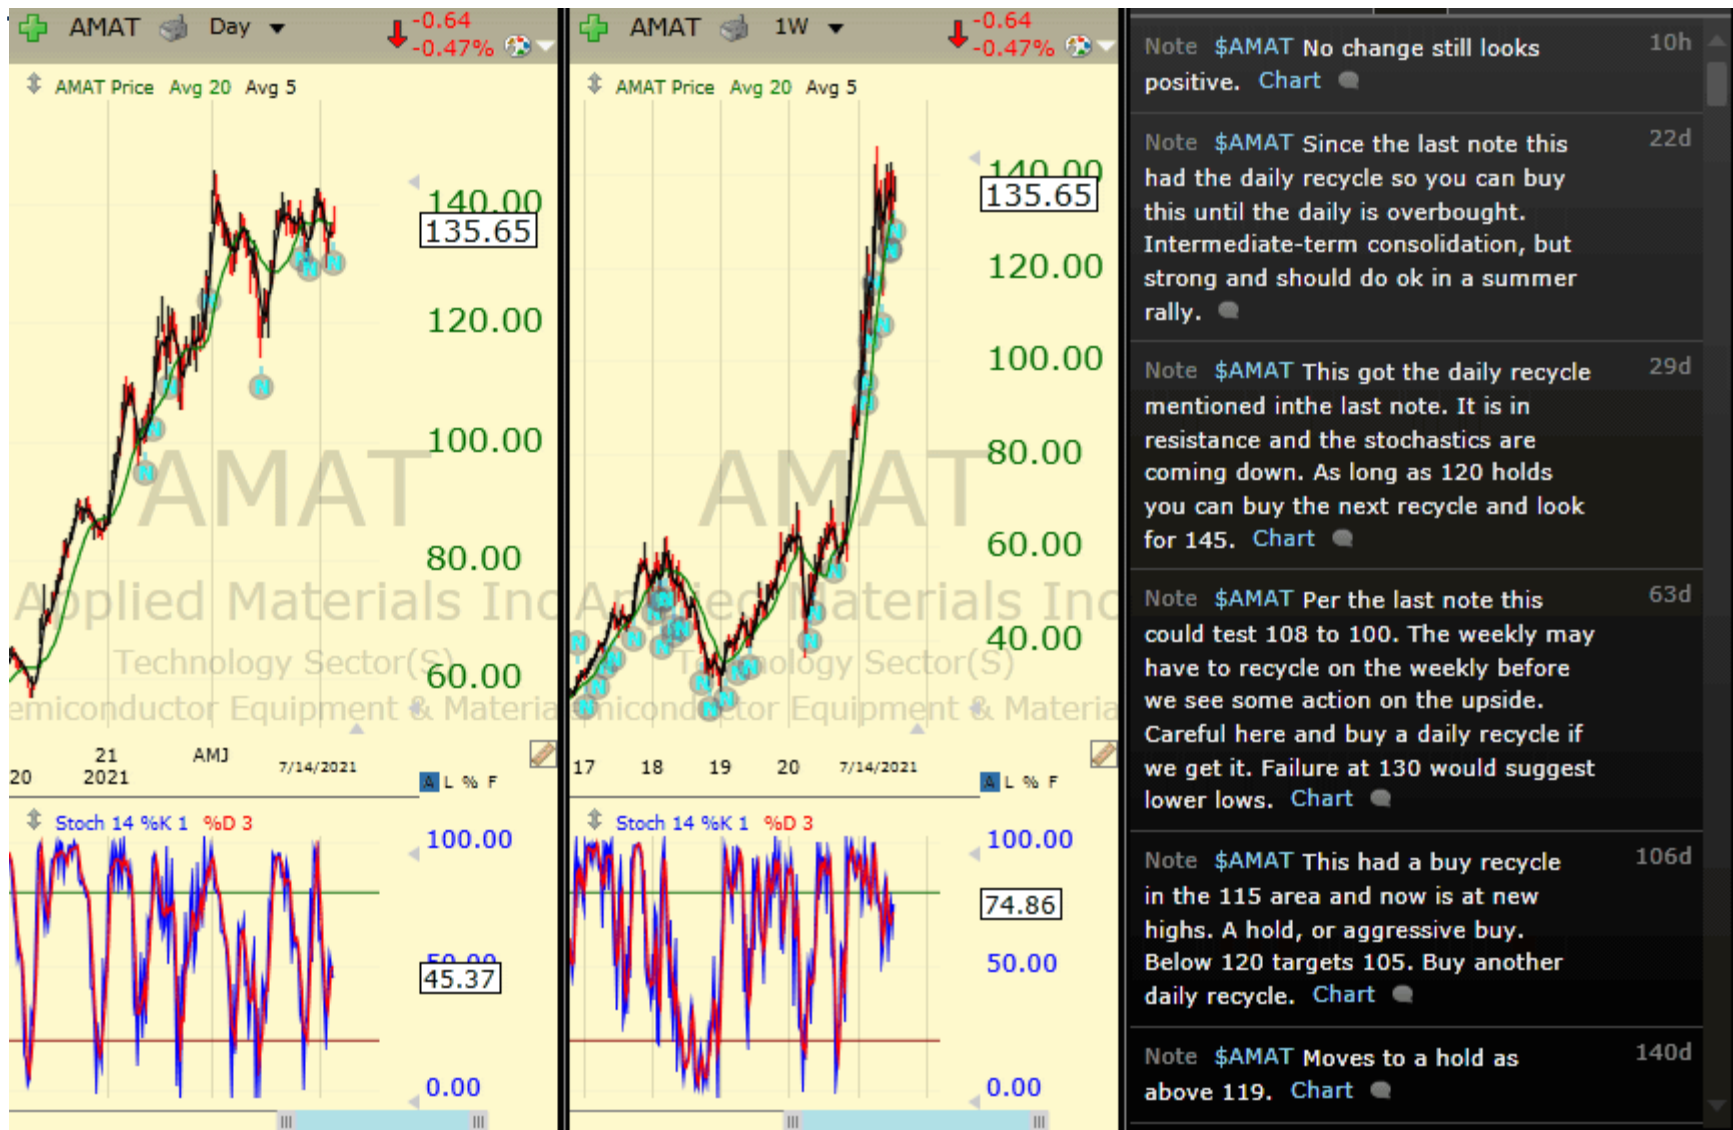 AMAT Day
-0.64
-0.47%
AMAT Price Avg 20 Avg 5
140.00
135.65
120.00
100.00
80.00
60.00
AMAT
Applied Materials Inc
Technology Sector(S)
emiconductor Equipment & Materia
20
21
2021
AMJ
7/14/2021
A L % F
Stoch 14 %K 1 %D 3
100.00
50.00
45.37
0.00
AMAT 1W
-0.64
-0.47%
AMAT Price Avg 20 Avg 5
140.00
135.65
120.00
100.00
80.00
60.00
40.00
AMAT
Applied Materials Inc
Technology Sector(S)
emiconductor Equipment & Materia
17 18 19 20 7/14/2021
A L % F
Stoch 14 %K 1 %D 3
100.00
74.86
50.00
0.00
Note $AMAT No change still looks 10h
positive. Chart
Note $AMAT Since the last note this 22d
had the daily recycle so you can buy
this until the daily is overbought.
Intermediate-term consolidation, but
strong and should do ok in a summer
rally.
Note $AMAT This got the daily recycle 29d
mentioned inthe last note. It is in
resistance and the stochastics are
coming down. As long as 120 holds
you can buy the next recycle and look
for 145. Chart
Note $AMAT Per the last note this 63d
could test 108 to 100. The weekly may
have to recycle on the weekly before
we see some action on the upside.
Careful here and buy a daily recycle if
we get it. Failure at 130 would suggest
lower lows. Chart
Note $AMAT This had a buy recycle 106d
in the 115 area and now is at new
highs. A hold, or aggressive buy.
Below 120 targets 105. Buy another
daily recycle. Chart
Note $AMAT Moves to a hold as 140d
above 119. Chart